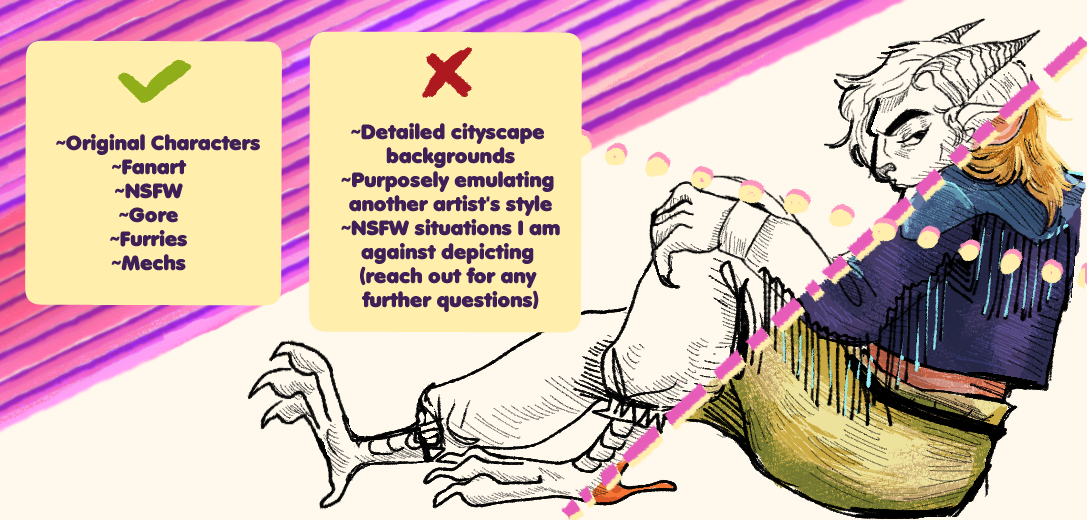 ~Original Characters
~Fanart
~NSFW
~Gore
~Furries
~Mechs
~Detailed cityscape
backgrounds
~Purposely emulating
another artist's style
~NSFW situations I am
against depicting
(reach out for any
further questions)